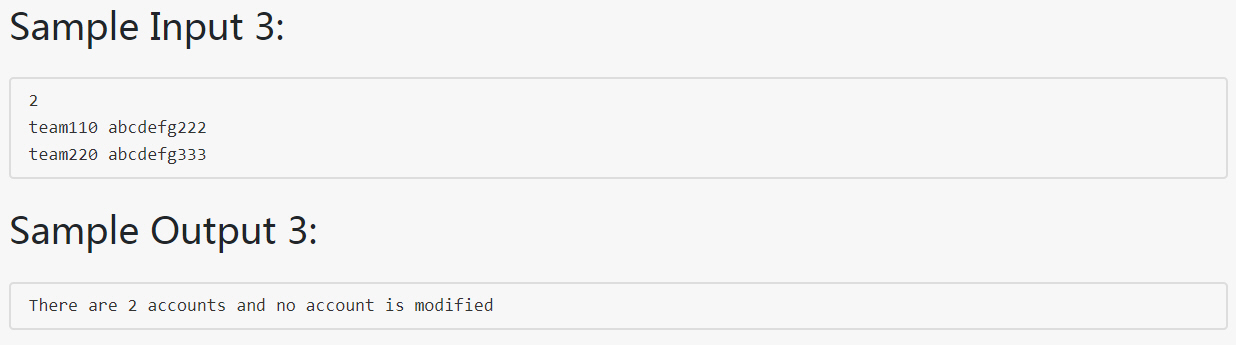 Sample Input 3:
2
team110 abcdefg222
team220 abcdefg333
Sample Output 3:
There are 2 accounts and no account is modified